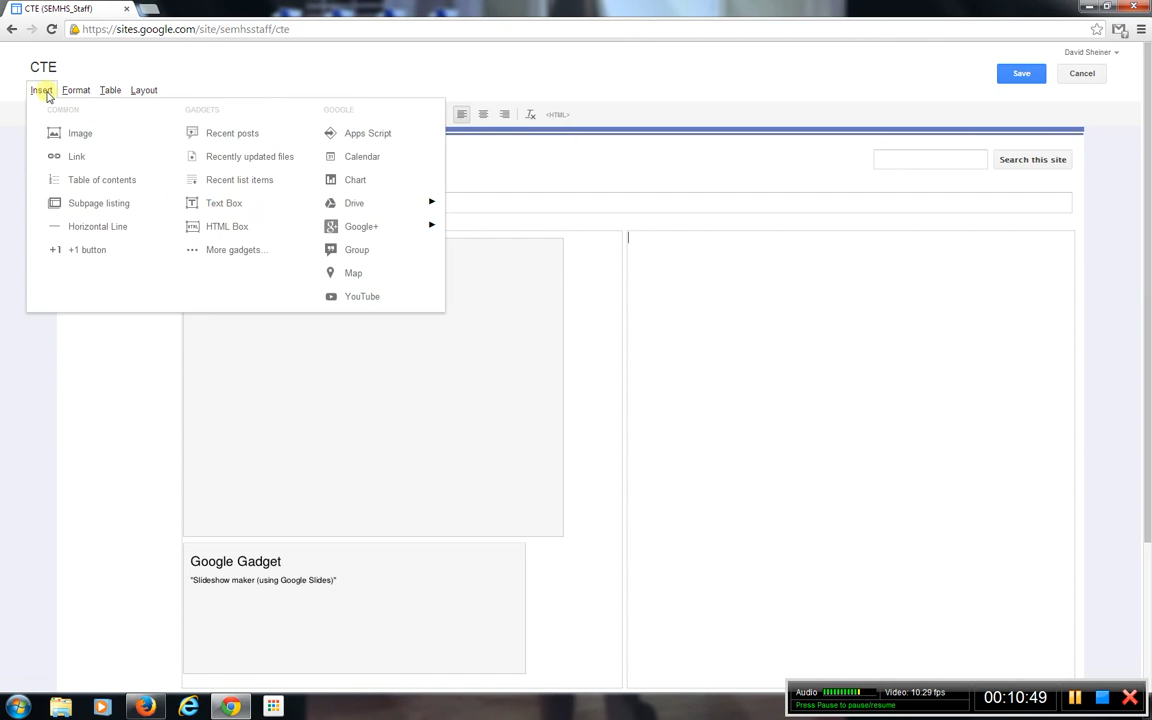 CTE (SEMHS_Staff)
https://sites.google.com/site/semhsstaff/cte
David Sheiner
CTE
Save
Cancel
Insert
Format
Table
Layout
<HTML>
COMMON
Image
Link
Table of contents
Subpage listing
Horizontal Line
+1
+1 button
GADGETS
Recent posts
Recently updated files
Recent list items
Text Box
HTML Box
More gadgets...
GOOGLE
Apps Script
Calendar
Chart
Drive
Google+
Group
Map
YouTube
Search this site
Google Gadget
"Slideshow maker (using Google Slides)"
Audio
Video: 10.29 fps
Press Pause to pause/resume
00:10:49